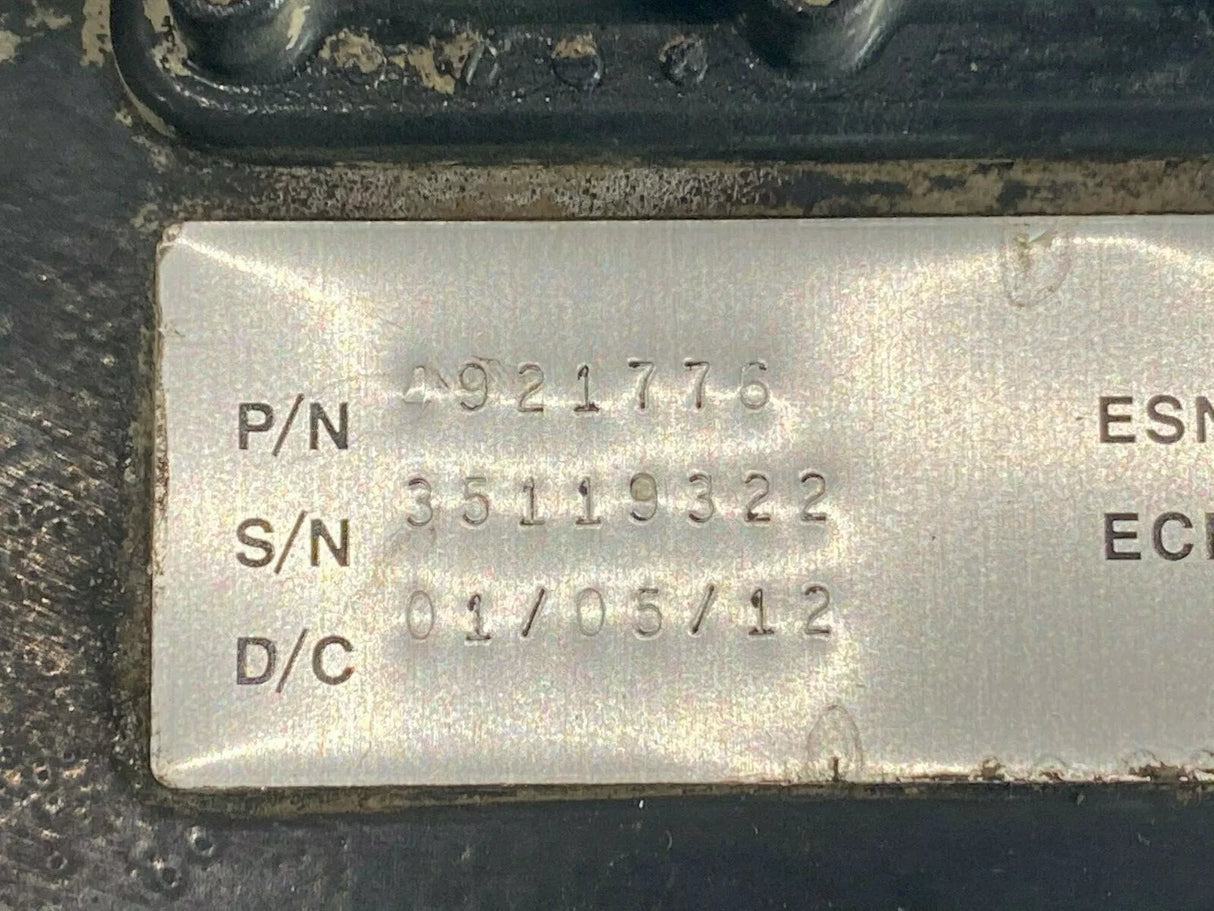 P/N 4921776
S/N 35119322
D/C 01/05/12
ESN